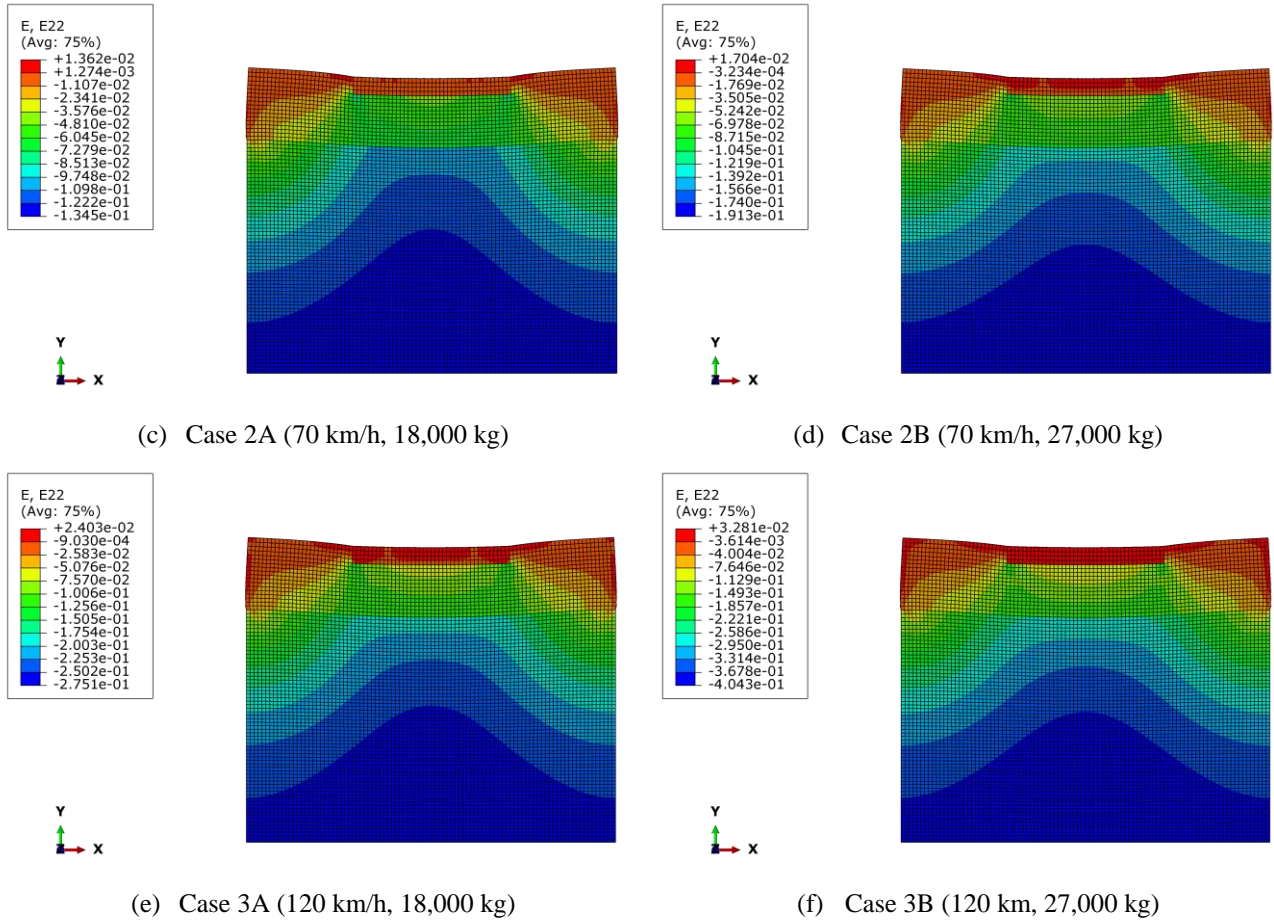 E, E22
(Avg: 75%)
+1.362e-02
+1.274e-03
-1.107e-02
-2.341e-02
-3.576e-02
-4.810e-02
-6.045e-02
-7.279e-02
-8.513e-02
-9.748e-02
-1.098e-01
-1.222e-01
-1.345e-01
Y
Z
X
(c) Case 2A (70 km/h, 18,000 kg)
E, E22
(Avg: 75%)
+1.704e-02
-3.234e-04
-1.769e-02
-3.505e-02
-5.242e-02
-6.978e-02
-8.715e-02
-1.045e-01
-1.219e-01
-1.392e-01
-1.566e-01
-1.740e-01
-1.913e-01
Y
Z
X
(d) Case 2B (70 km/h, 27,000 kg)
E, E22
(Avg: 75%)
+2.403e-02
-9.030e-04
-2.583e-02
-5.076e-02
-7.570e-02
-1.006e-01
-1.256e-01
-1.505e-01
-1.754e-01
-2.003e-01
-2.253e-01
-2.502e-01
-2.751e-01
Y
Z
X
(e) Case 3A (120 km/h, 18,000 kg)
E, E22
(Avg: 75%)
+3.281e-02
-3.614e-03
-4.004e-02
-7.646e-02
-1.129e-01
-1.493e-01
-1.857e-01
-2.221e-01
-2.586e-01
-2.950e-01
-3.314e-01
-3.678e-01
-4.043e-01
Y
Z
X
(f) Case 3B (120 km, 27,000 kg)